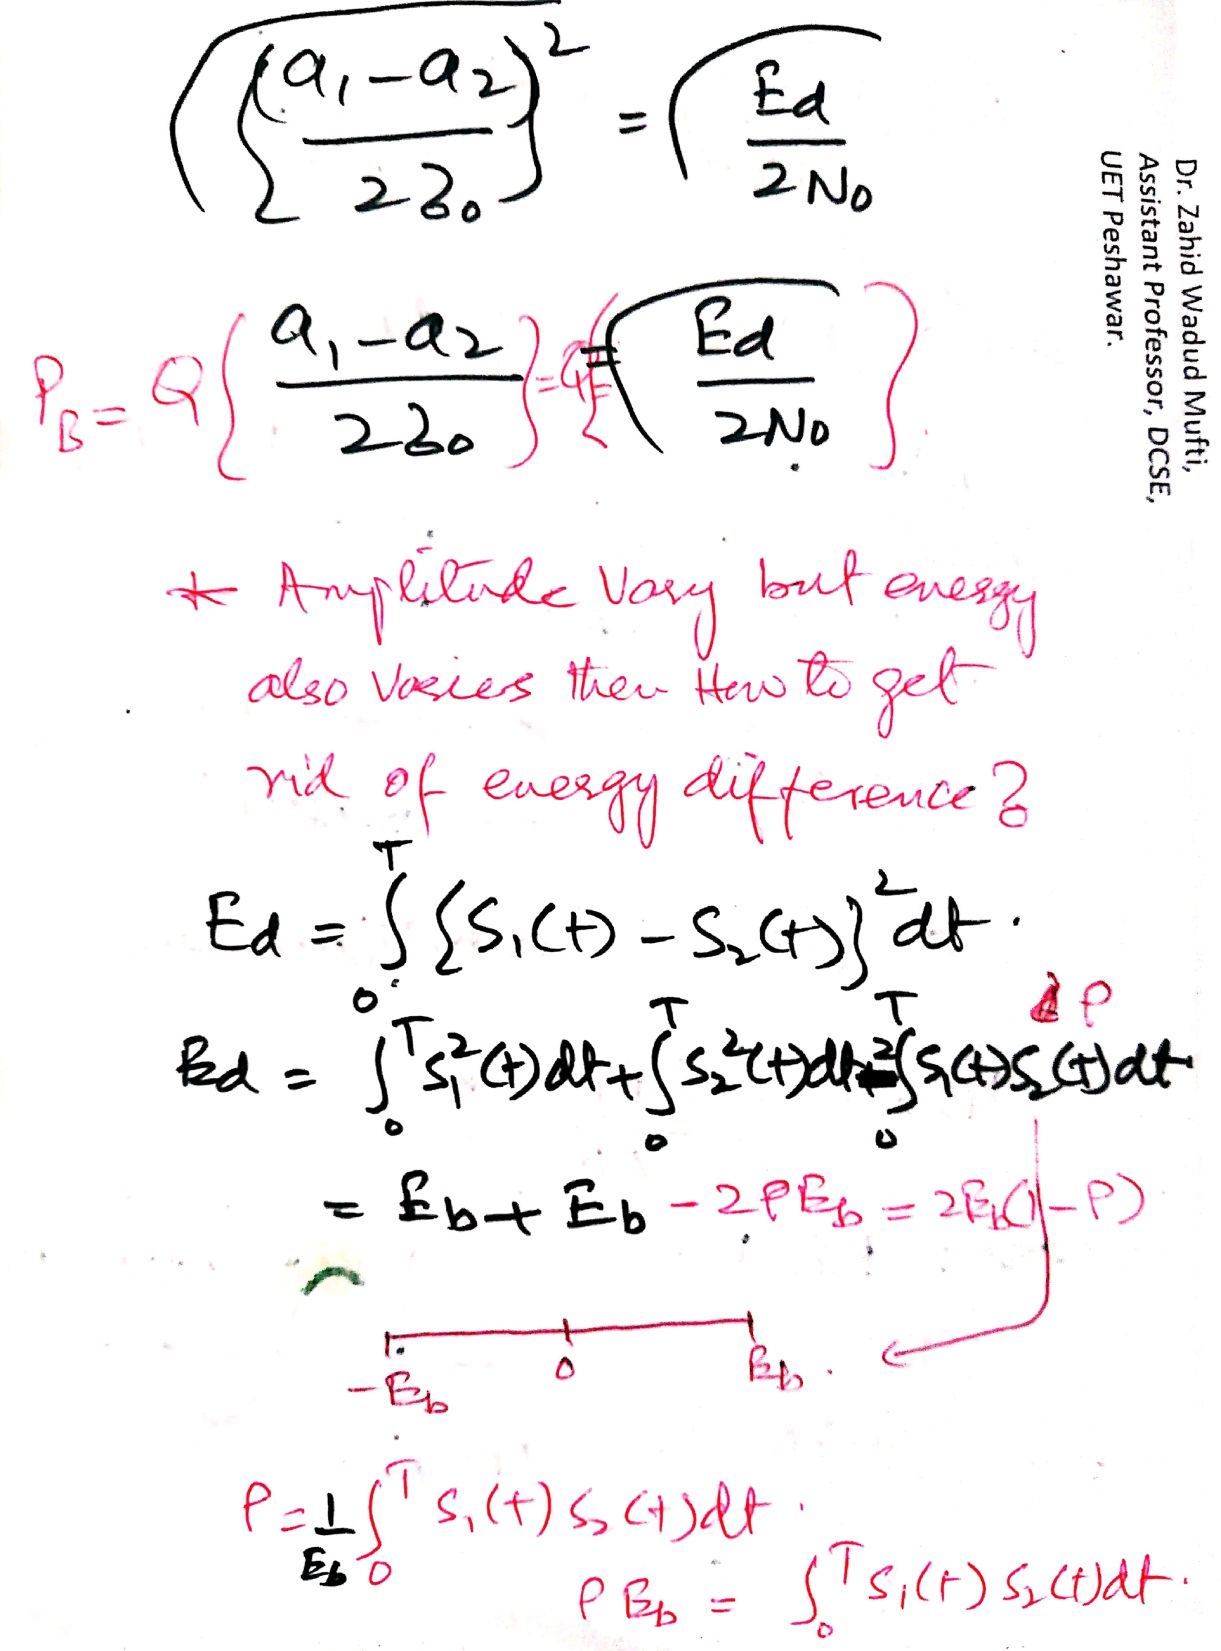 √{(a₁-a₂)/2σ₀}² = √(Ed/2N₀)
P_B = Q{(a₁-a₂)/2σ₀} = Q{√(Ed/2N₀)}
* Amplitude Vary but energy
also varies then How to get
rid of energy difference?
Ed = ∫₀ᵀ {S₁(t) - S₂(t)}² dt.
ρ
Ed = ∫₀ᵀ S₁²(t)dt + ∫₀ᵀ S₂²(t)dt - 2∫₀ᵀ S₁(t)S₂(t)dt
= Eb + Eb - 2ρEb = 2Eb(1-ρ)
-Eb 0 Eb.
ρ = 1/Eb ∫₀ᵀ S₁(t) S₂(t)dt.
ρEb = ∫₀ᵀ S₁(t) S₂(t)dt.
Dr. Zahid Wadud Mufti,
Assistant Professor, DCSE,
UET Peshawar.